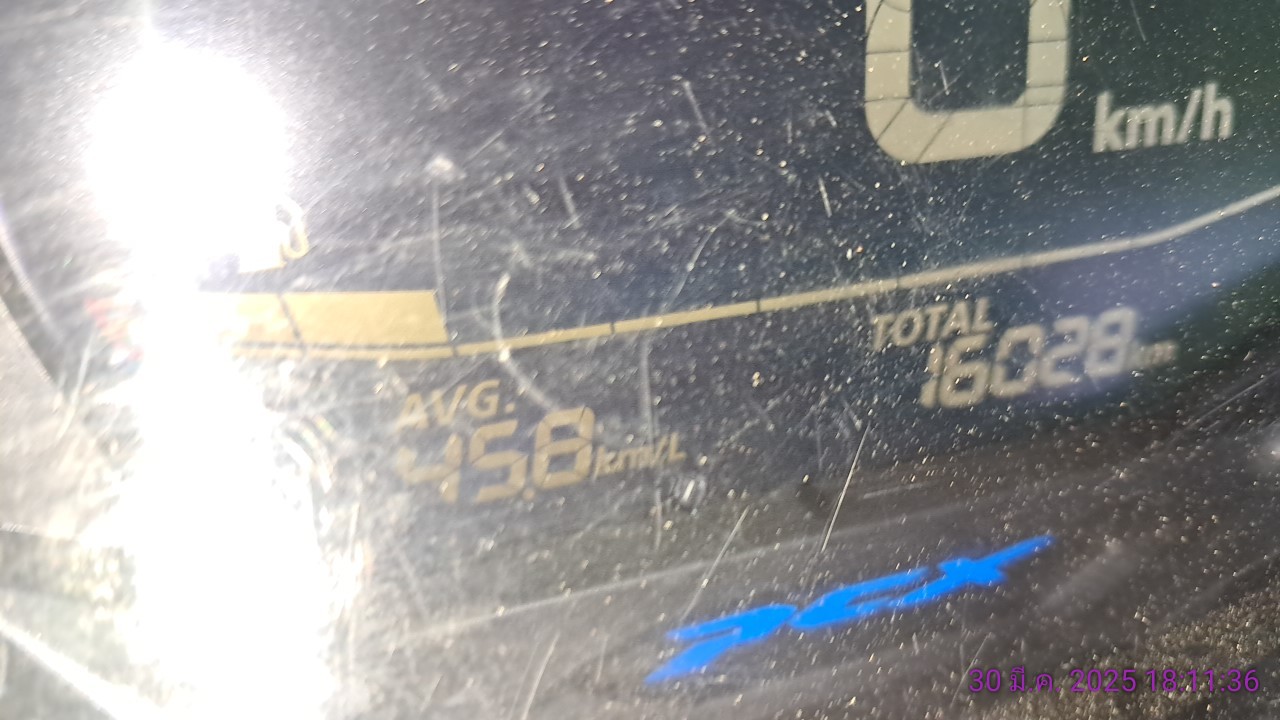 0 km/h
TOTAL
16028 km
AVG.
45.8 km/L
PCX
30 มี.ค. 2025 18:11:36